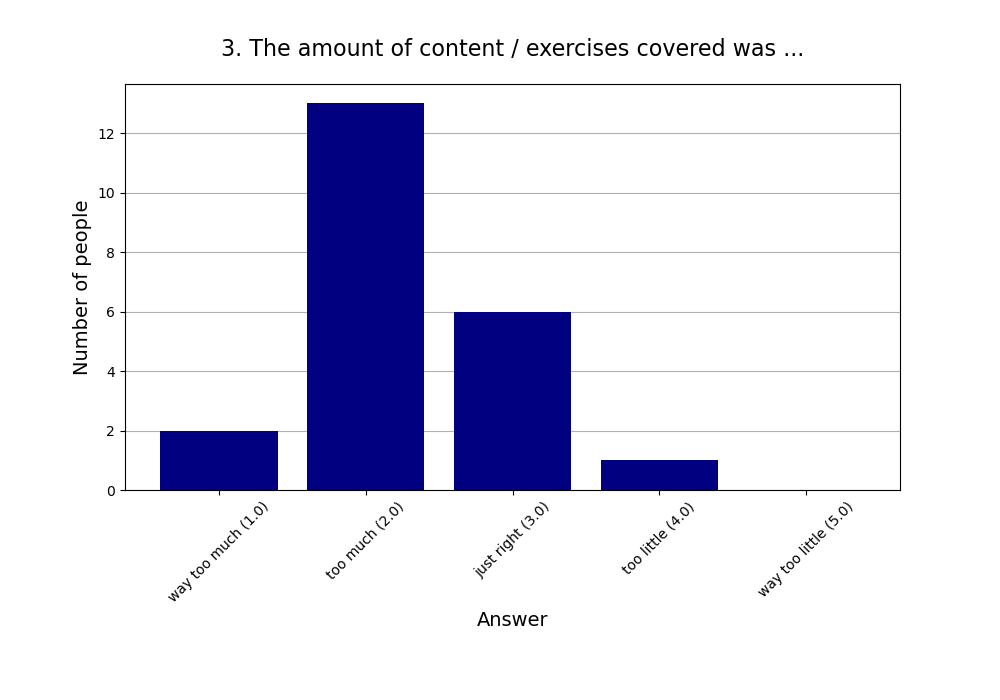 3. The amount of content / exercises covered was ...
Number of people
12
10
8
6
4
2
0
way too much (1.0)
too much (2.0)
just right (3.0)
too little (4.0)
way too little (5.0)
Answer